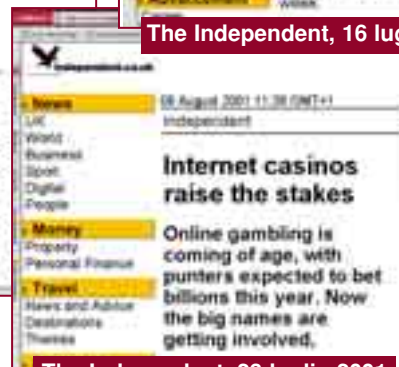 Advancement
week
The Independent, 16 lug
independent.co.uk
News
UK
World
Business
Sport
Digital
People
Money
Property
Personal Finance
Travel
News and Advice
Destinations
Themes
08 August 2001 11:38 GMT+1
Independent
Internet casinos
raise the stakes
Online gambling is
coming of age, with
punters expected to bet
billions this year. Now
the big names are
getting involved.